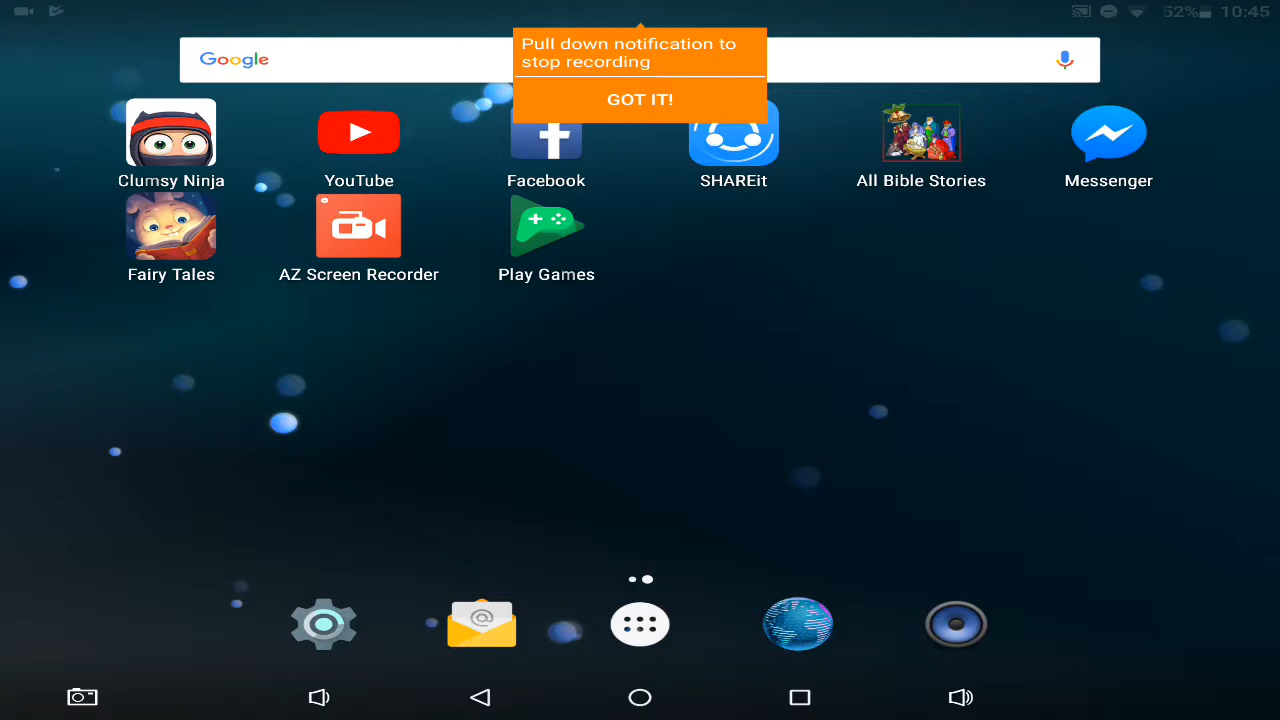 52% 10:45
Pull down notification to
stop recording
Google
GOT IT!
Clumsy Ninja YouTube Facebook SHAREit All Bible Stories Messenger
Fairy Tales AZ Screen Recorder Play Games